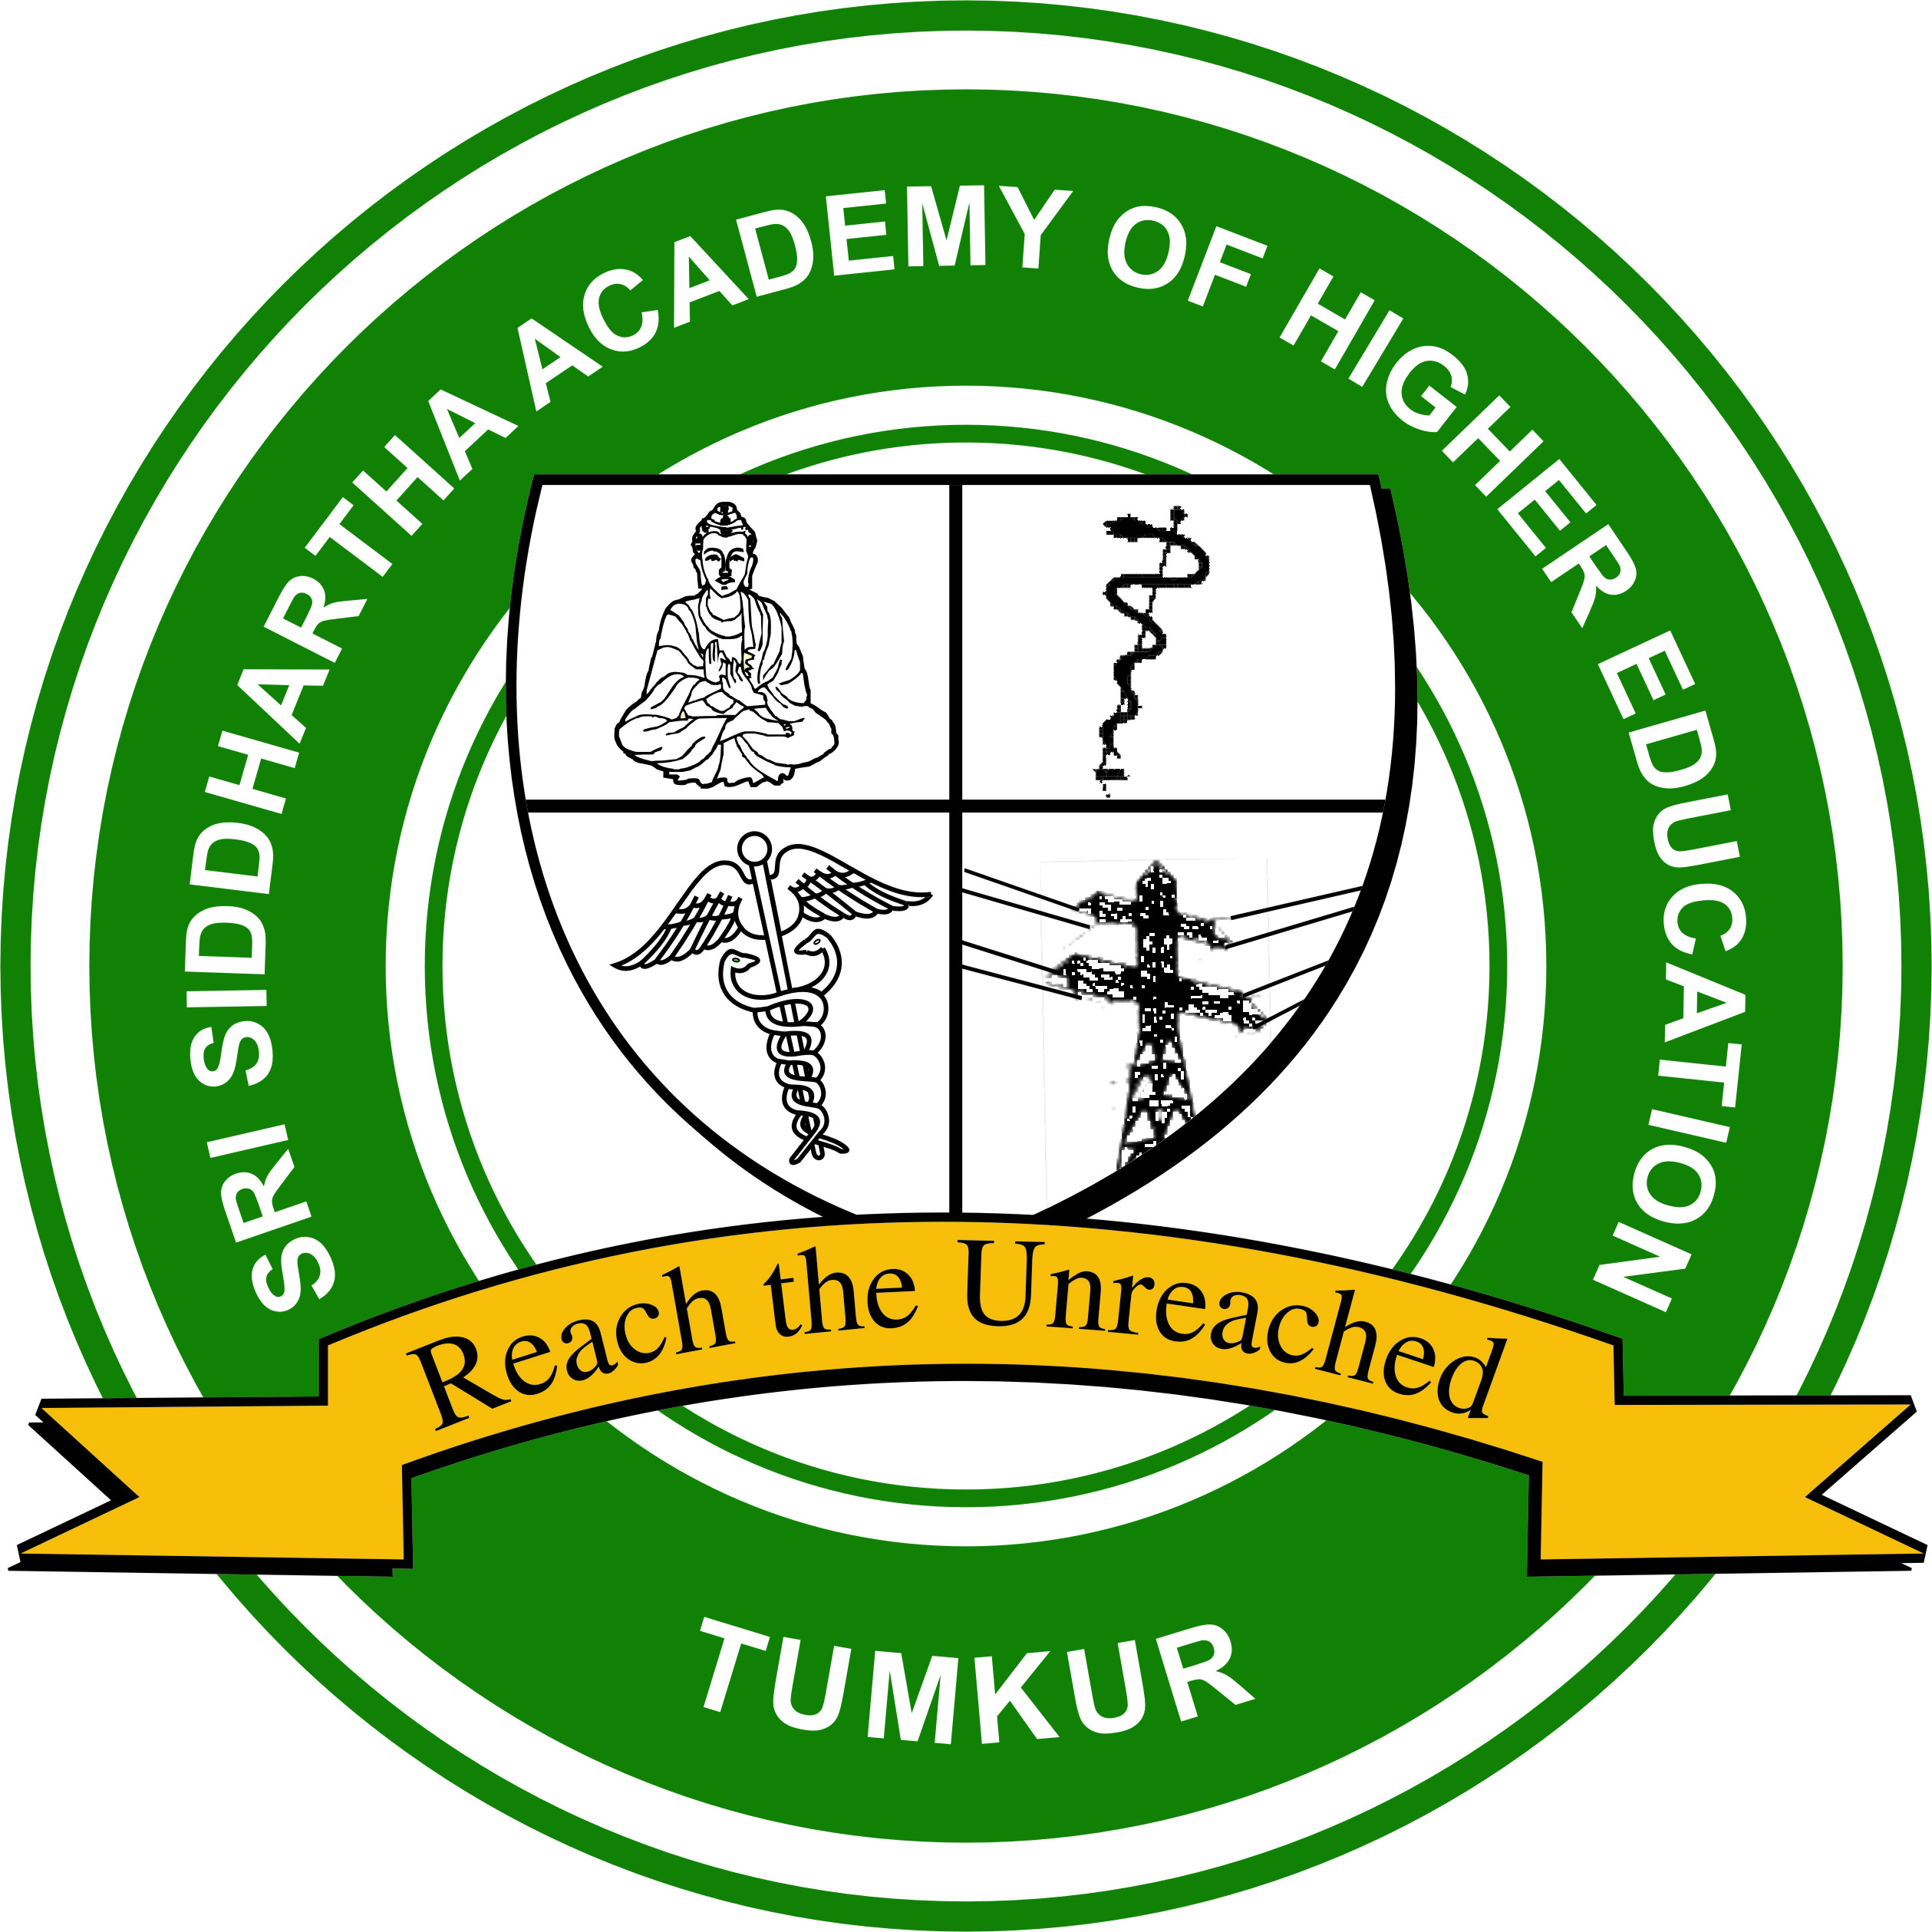 SRI SIDDHARTHA ACADEMY OF HIGHER EDUCATION
Reach the Unreached
TUMKUR